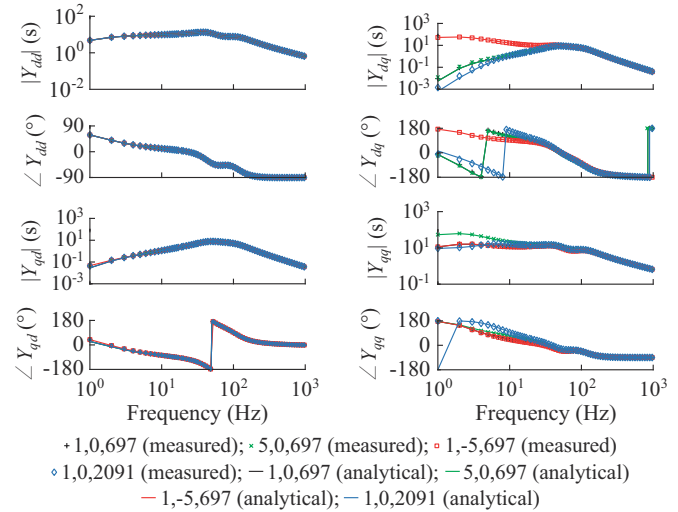 |Y_dd| (s)
10^2
10^0
10^-2
∠Y_dd (°)
90
0
-90
|Y_qd| (s)
10^3
10^1
10^-1
10^-3
∠Y_qd (°)
180
0
-180
10^0 10^1 10^2 10^3
Frequency (Hz)
|Y_dq| (s)
10^3
10^1
10^-1
10^-3
∠Y_dq (°)
180
0
-180
|Y_qq| (s)
10^3
10^1
10^-1
∠Y_qq (°)
180
0
-180
10^0 10^1 10^2 10^3
Frequency (Hz)
1,0,697 (measured); 5,0,697 (measured); 1,-5,697 (measured)
1,0,2091 (measured); 1,0,697 (analytical); 5,0,697 (analytical)
1,-5,697 (analytical); 1,0,2091 (analytical)